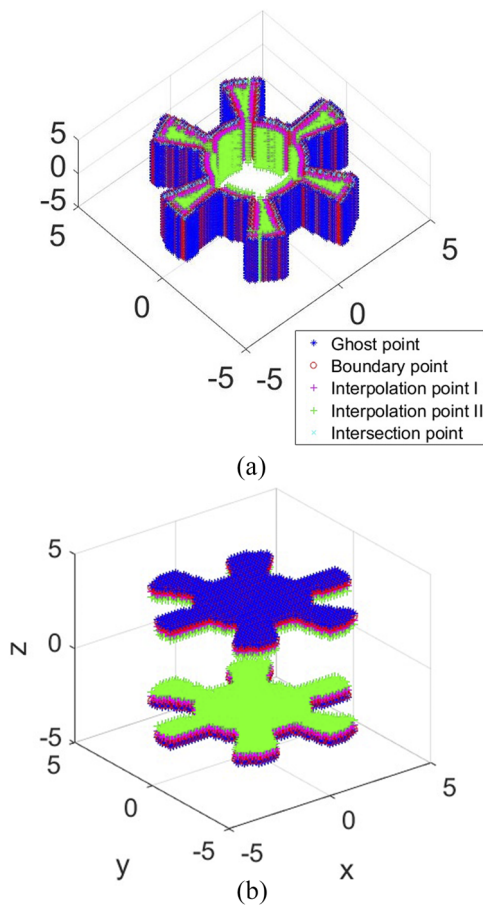 5
0
-5
5
0
-5
-5
0
5
Ghost point
Boundary point
Interpolation point I
Interpolation point II
Intersection point
(a)
5
0
-5
z
5
0
-5
y
-5
0
5
x
(b)